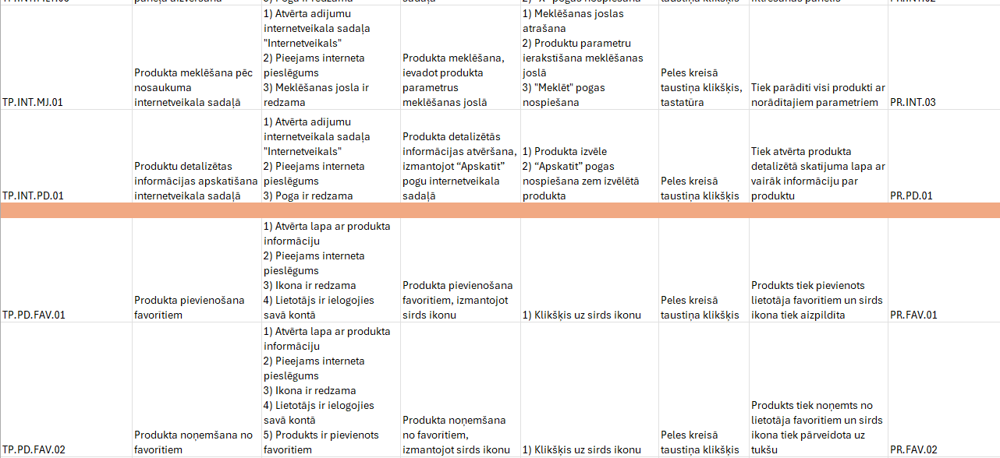 paneļa aizvēršana
3) Poga ir redzama
sadaļā
2) "X" pogas nospiešana
taustiņa klikšķis
filtrēšanas panelis
PR.INT.02
TP.INT.MJ.01
Produkta meklēšana pēc
nosaukuma
internetveikala sadaļā
1) Atvērta adījumu
internetveikala sadaļa
"Internetveikals"
2) Pieejams interneta
pieslēgums
3) Meklēšanas josla ir
redzama
Produkta meklēšana,
ievadot produkta
parametrus
meklēšanas joslā
1) Meklēšanas joslas
atrašana
2) Produktu parametru
ierakstīšana meklēšanas
joslā
3) "Meklēt" pogas
nospiešana
Peles kreisā
taustiņa klikšķis,
tastatūra
Tiek parādīti visi produkti ar
norādītajiem parametriem
PR.INT.03
TP.INT.PD.01
Produktu detalizētas
informācijas apskatīšana
internetveikala sadaļā
1) Atvērta adījumu
internetveikala sadaļa
"Internetveikals"
2) Pieejams interneta
pieslēgums
3) Poga ir redzama
Produkta detalizētās
informācijas atvēršana,
izmantojot “Apskatīt”
pogu internetveikala
sadaļā
1) Produkta izvēle
2) “Apskatīt” pogas
nospiešana zem izvēlētā
produkta
Peles kreisā
taustiņa klikšķis
Tiek atvērta produkta
detalizētā skatījuma lapa ar
vairāk informāciju par
produktu
PR.PD.01
TP.PD.FAV.01
Produkta pievienošana
favorītiem
1) Atvērta lapa ar produkta
informāciju
2) Pieejams interneta
pieslēgums
3) Ikona ir redzama
4) Lietotājs ir ielogojies
savā kontā
Produkta pievienošana
favorītiem, izmantojot
sirds ikonu
1) Klikšķis uz sirds ikonu
Peles kreisā
taustiņa klikšķis
Produkts tiek pievienots
lietotāja favorītiem un sirds
ikona tiek aizpildīta
PR.FAV.01
TP.PD.FAV.02
Produkta noņemšana no
favorītiem
1) Atvērta lapa ar produkta
informāciju
2) Pieejams interneta
pieslēgums
3) Ikona ir redzama
4) Lietotājs ir ielogojies
savā kontā
5) Produkts ir pievienots
favorītiem
Produkta noņemšana
no favorītiem,
izmantojot sirds ikonu
1) Klikšķis uz sirds ikonu
Peles kreisā
taustiņa klikšķis
Produkts tiek noņemts no
lietotāja favorītiem un sirds
ikona tiek pārveidota uz
tukšu
PR.FAV.02